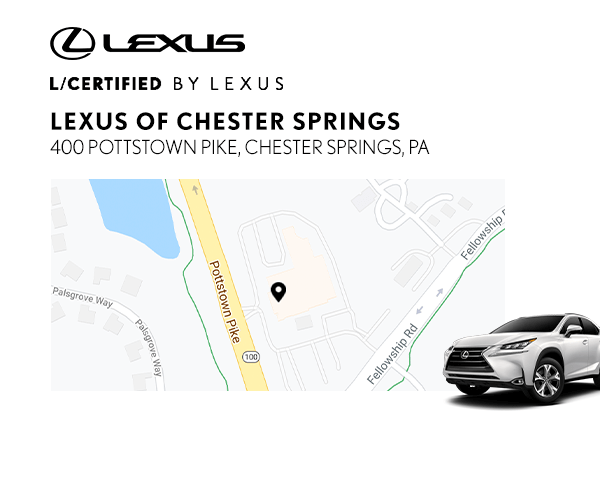 LEXUS
L/CERTIFIED BY LEXUS
LEXUS OF CHESTER SPRINGS
400 POTTSTOWN PIKE, CHESTER SPRINGS, PA
Fellowship R
Pottstown Pike
Palsgrove Way
Palsgrove Way
100
Fellowship Rd